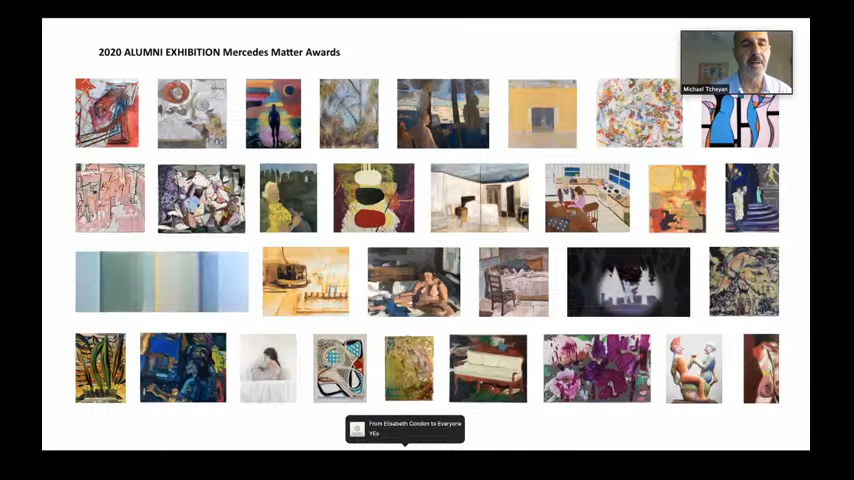 2020 ALUMNI EXHIBITION Mercedes Matter Awards
Michael Tcheyan
From Elisabeth Condon to Everyone
YEs